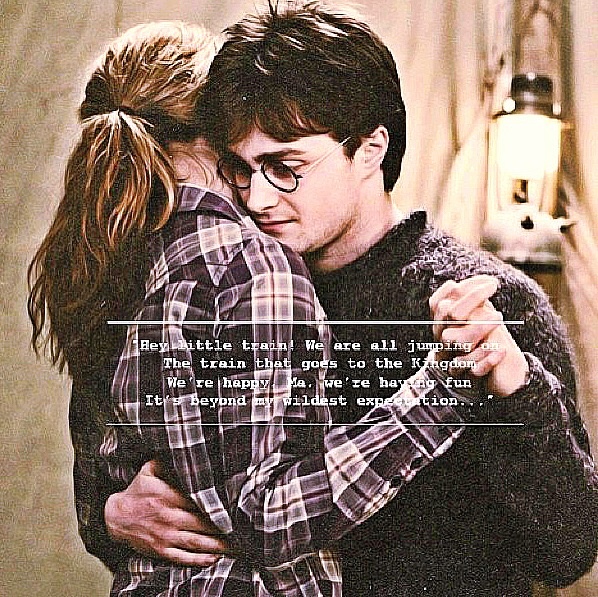 "Hey little train! We are all jumping on
The train that goes to the Kingdom
We're happy, Ma, we're having fun
It's beyond my wildest expectation..."